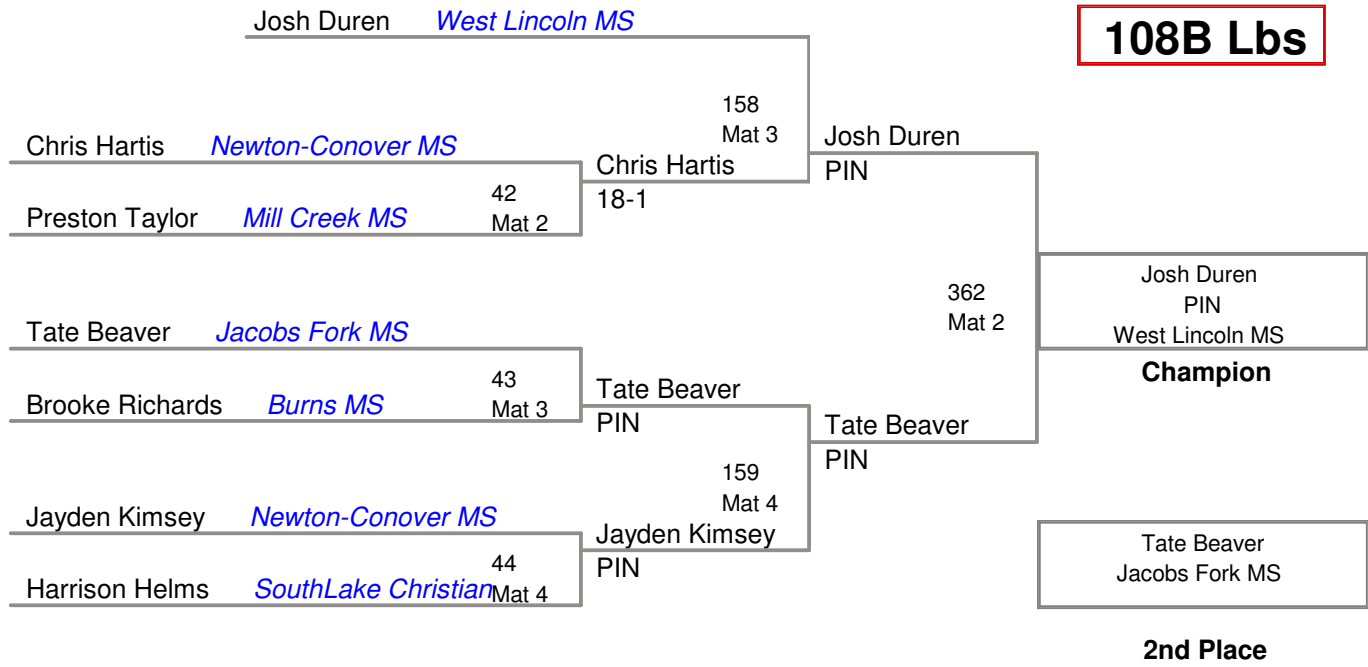 Josh Duren West Lincoln MS
108B Lbs
158
Mat 3
Josh Duren
PIN
Chris Hartis Newton-Conover MS
Chris Hartis
18-1
42
Mat 2
Preston Taylor Mill Creek MS
362
Mat 2
Josh Duren
PIN
West Lincoln MS
Champion
Tate Beaver Jacobs Fork MS
43
Mat 3
Brooke Richards Burns MS
Tate Beaver
PIN
Tate Beaver
PIN
159
Mat 4
Jayden Kimsey Newton-Conover MS
Jayden Kimsey
PIN
44
Mat 4
Harrison Helms SouthLake Christian
Tate Beaver
Jacobs Fork MS
2nd Place